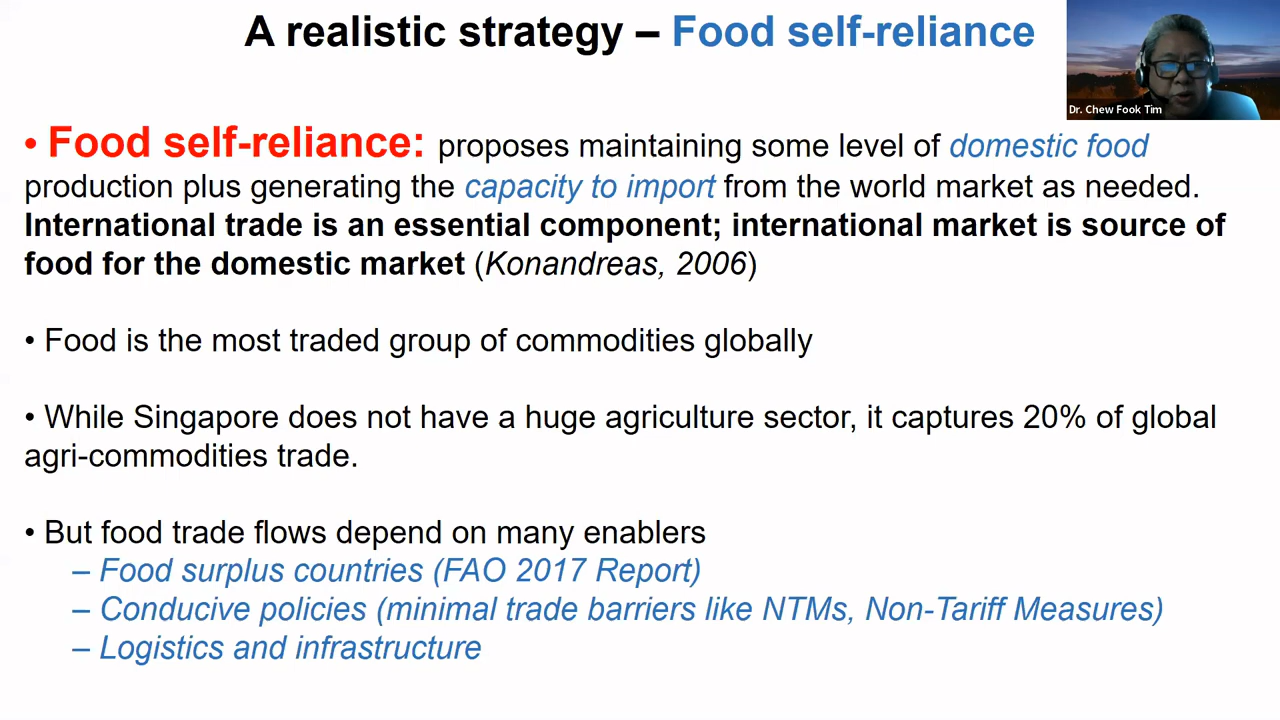 A realistic strategy – Food self-reliance
Dr. Chew Fook Tim
• Food self-reliance: proposes maintaining some level of domestic food
production plus generating the capacity to import from the world market as needed.
International trade is an essential component; international market is source of
food for the domestic market (Konandreas, 2006)
• Food is the most traded group of commodities globally
• While Singapore does not have a huge agriculture sector, it captures 20% of global
agri-commodities trade.
• But food trade flows depend on many enablers
– Food surplus countries (FAO 2017 Report)
– Conducive policies (minimal trade barriers like NTMs, Non-Tariff Measures)
– Logistics and infrastructure